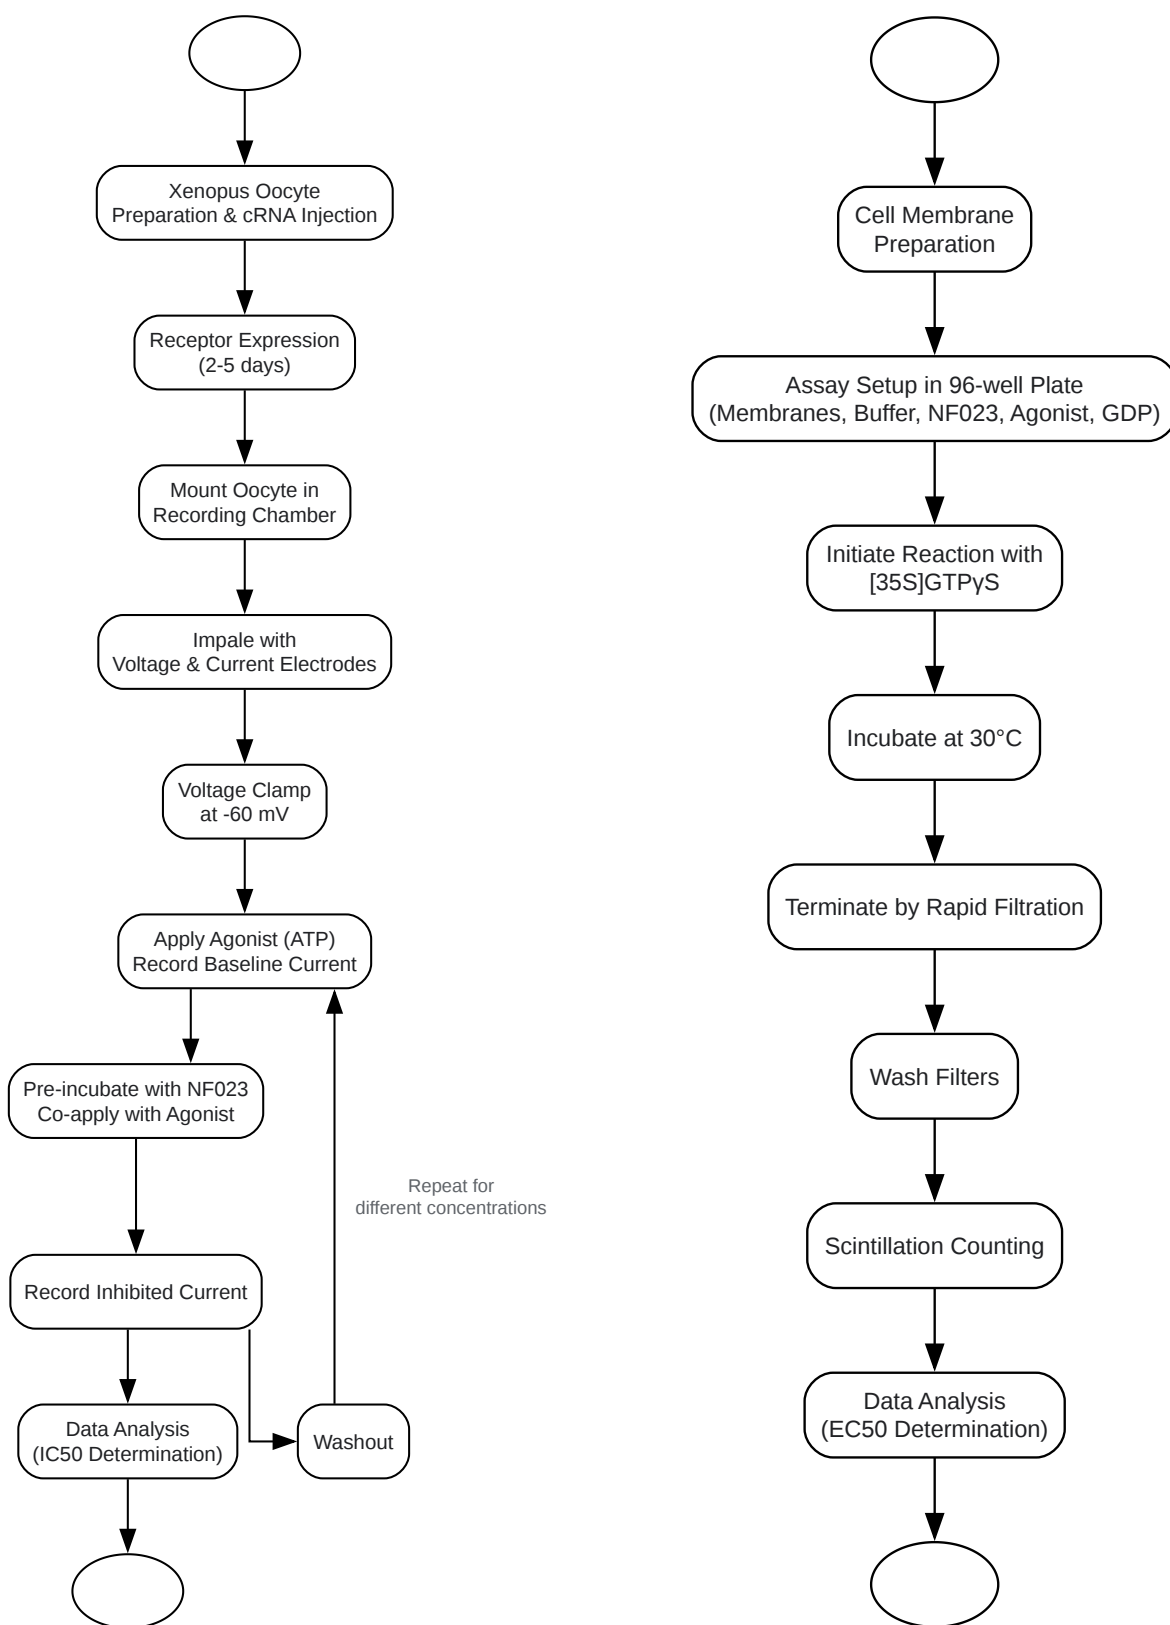 Xenopus Oocyte
Preparation & cRNA Injection
Receptor Expression
(2-5 days)
Mount Oocyte in
Recording Chamber
Impale with
Voltage & Current Electrodes
Voltage Clamp
at -60 mV
Apply Agonist (ATP)
Record Baseline Current
Pre-incubate with NF023
Co-apply with Agonist
Repeat for
different concentrations
Record Inhibited Current
Data Analysis
(IC50 Determination)
Washout
Cell Membrane
Preparation
Assay Setup in 96-well Plate
(Membranes, Buffer, NF023, Agonist, GDP)
Initiate Reaction with
[35S]GTPγS
Incubate at 30°C
Terminate by Rapid Filtration
Wash Filters
Scintillation Counting
Data Analysis
(EC50 Determination)